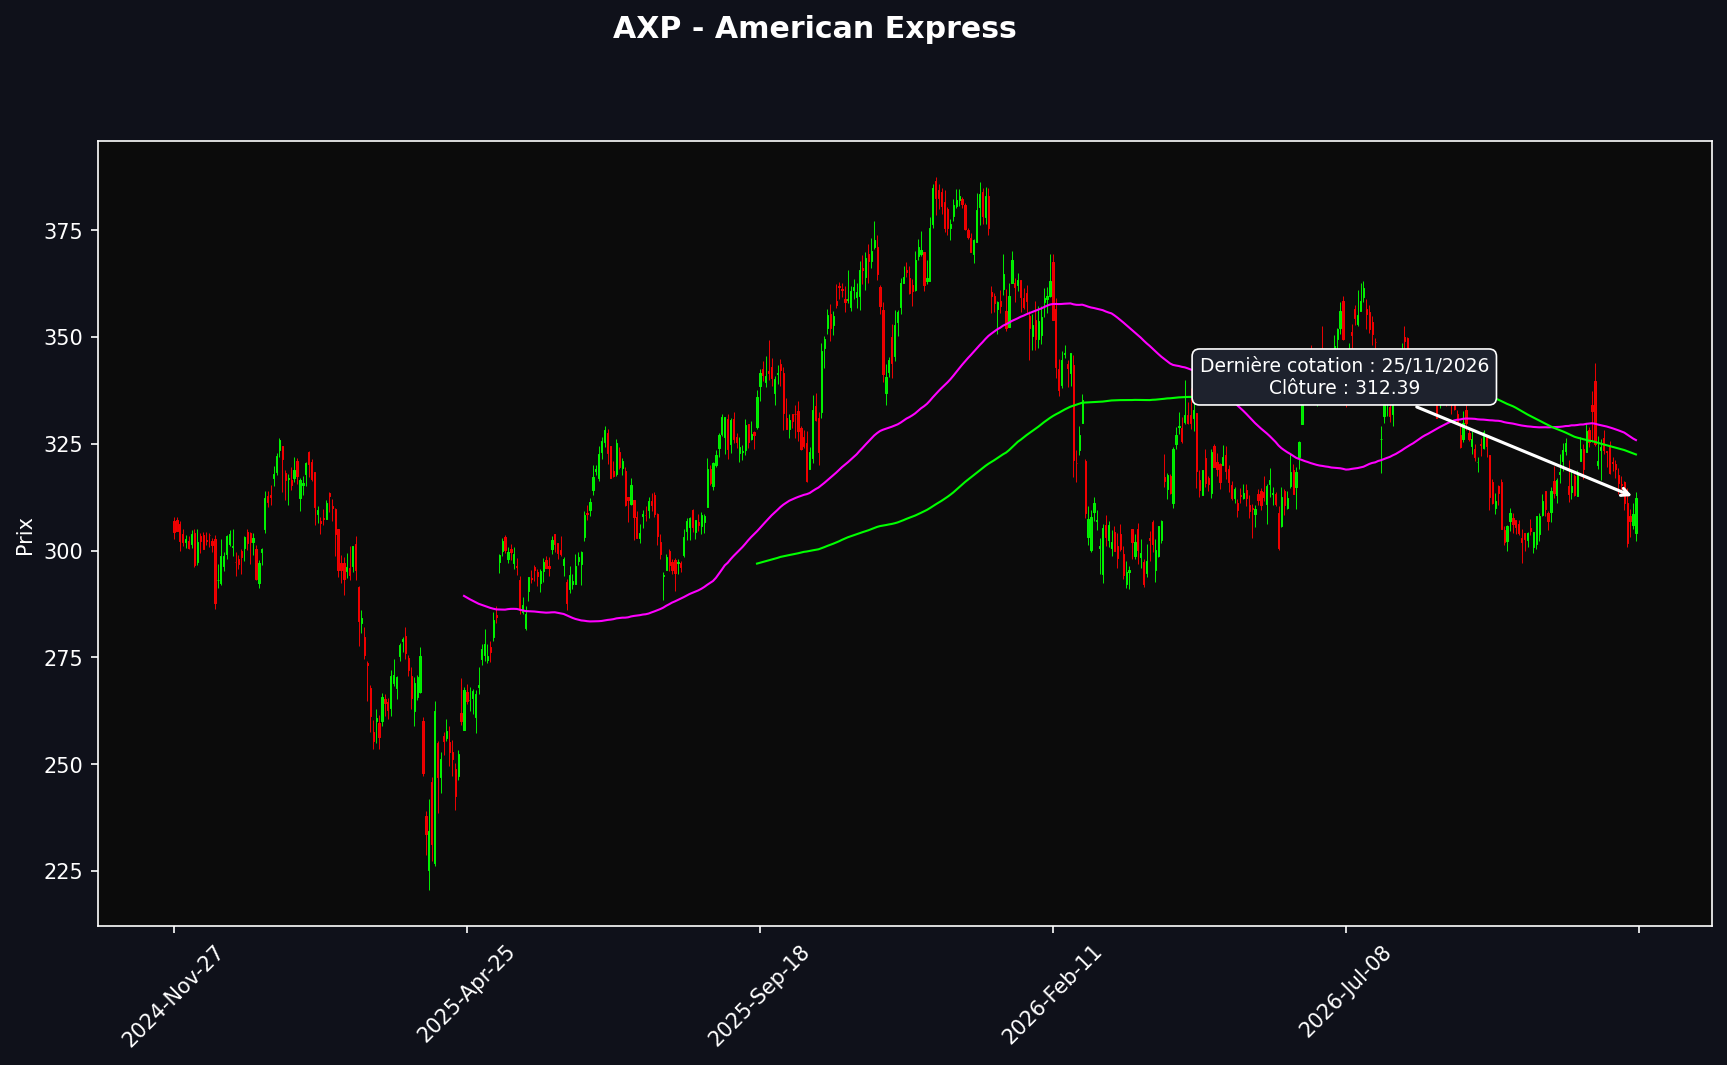 AXP - American Express
Prix
375
350
325
300
275
250
225
Dernière cotation : 25/11/2026
Clôture : 312.39
2024-Nov-27
2025-Apr-25
2025-Sep-18
2026-Feb-11
2026-Jul-08